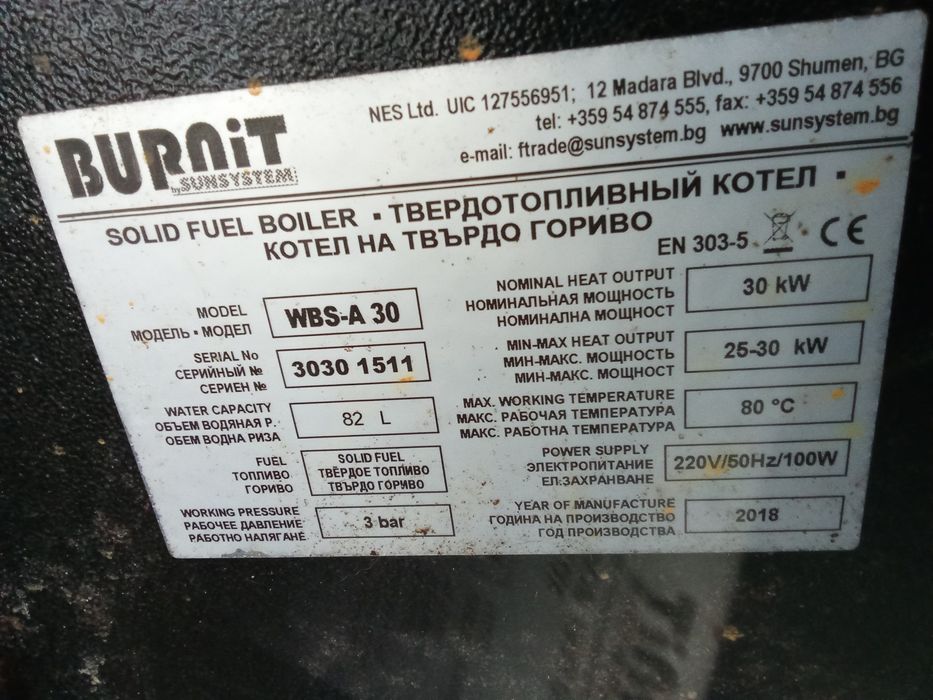 BURNiT
by SUNSYSTEM
NES Ltd. UIC 127556951; 12 Madara Blvd., 9700 Shumen, BG
tel: +359 54 874 555, fax: +359 54 874 556
e-mail: ftrade@sunsystem.bg www.sunsystem.bg
SOLID FUEL BOILER ▪ ТВЕРДОТОПЛИВНЫЙ КОТЕЛ ▪
КОТЕЛ НА ТВЪРДО ГОРИВО
EN 303-5 CE
MODEL
МОДЕЛЬ ▪ МОДЕЛ
WBS-A 30
SERIAL No
СЕРИЙНЫЙ №
СЕРИЕН №
3030 1511
WATER CAPACITY
ОБЪЕМ ВОДЯНАЯ Р.
ОБЕМ ВОДНА РИЗА
82 L
FUEL
ТОПЛИВО
ГОРИВО
SOLID FUEL
ТВЁРДОЕ ТОПЛИВО
ТВЪРДО ГОРИВО
WORKING PRESSURE
РАБОЧЕЕ ДАВЛЕНИЕ
РАБОТНО НАЛЯГАНЕ
3 bar
NOMINAL HEAT OUTPUT
НОМИНАЛЬНАЯ МОЩНОСТЬ
НОМИНАЛНА МОЩНОСТ
30 kW
MIN-MAX HEAT OUTPUT
МИН-МАКС. МОЩНОСТЬ
МИН-МАКС. МОЩНОСТ
25-30 kW
MAX. WORKING TEMPERATURE
МАКС. РАБОЧАЯ ТЕМПЕРАТУРА
МАКС. РАБОТНА ТЕМПЕРАТУРА
80 °C
POWER SUPPLY
ЭЛЕКТРОПИТАНИЕ
ЕЛ.ЗАХРАНВАНЕ
220V/50Hz/100W
YEAR OF MANUFACTURE
ГОДИНА НА ПРОИЗВОДСТВО
ГОД ПРОИЗВОДСТВА
2018